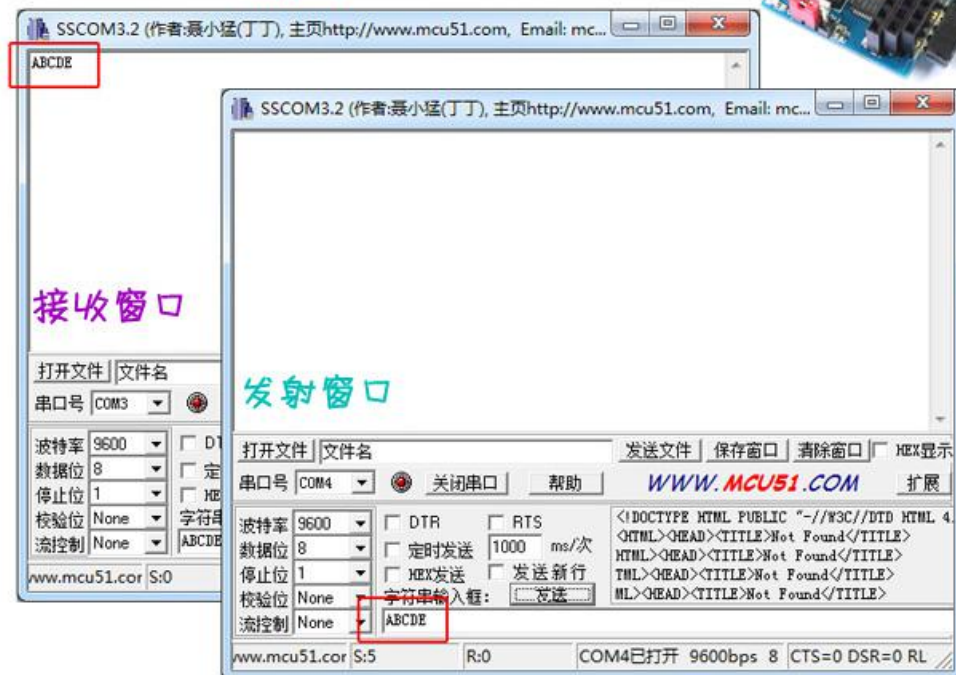 SSCOM3.2 (作者:聂小猛(丁丁), 主页http://www.mcu51.com, Email: mc...
ABCDE
接收窗口
打开文件 文件名
串口号 COM3
波特率 9600
数据位 8 定
停止位 1
校验位 None 字符串
流控制 None ABCDE
www.mcu51.cor S:0
SSCOM3.2 (作者:聂小猛(丁丁), 主页http://www.mcu51.com, Email: mc...
发射窗口
打开文件 文件名 发送文件 保存窗口 清除窗口 HEX显示
串口号 COM4 关闭串口 帮助 WWW.MCU51.COM 扩展
波特率 9600 DTR RTS
数据位 8 定时发送 1000 ms/次
停止位 1 HEX发送 发送新行
校验位 None 字符串输入框: 发送
流控制 None ABCDE
<!DOCTYPE HTML PUBLIC "-//W3C//DTD HTML 4.
<HTML><HEAD><TITLE>Not Found</TITLE>
HTML><HEAD><TITLE>Not Found</TITLE>
TML><HEAD><TITLE>Not Found</TITLE>
ML><HEAD><TITLE>Not Found</TITLE>
www.mcu51.cor S:5 R:0 COM4已打开 9600bps 8 CTS=0 DSR=0 RL